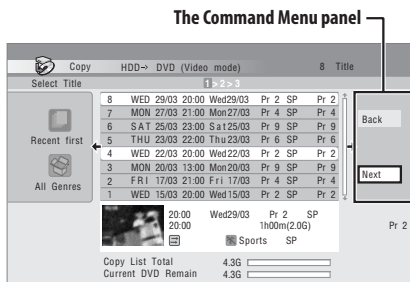 The Command Menu panel
Copy HDD→ DVD (Video mode) 8 Title
Select Title 1 > 2 > 3
8 WED 29/03 20:00 Wed29/03 Pr 2 SP Pr 2
7 MON 27/03 21:00 Mon27/03 Pr 4 SP Pr 4
6 SAT 25/03 23:00 Sat25/03 Pr 9 SP Pr 9
5 THU 23/03 22:00 Thu23/03 Pr 6 SP Pr 6
4 WED 22/03 20:00 Wed22/03 Pr 2 SP Pr 2
3 MON 20/03 13:00 Mon20/03 Pr 9 SP Pr 9
2 FRI 17/03 21:00 Fri 17/03 Pr 4 SP Pr 4
1 WED 15/03 20:00 Wed15/03 Pr 2 SP Pr 2
Recent first
All Genres
Back
Next
20:00 Wed29/03 Pr 2 SP
20:00 1h00m(2.0G)
Pr 2
Sports SP
Copy List Total 4.3G
Current DVD Remain 4.3G